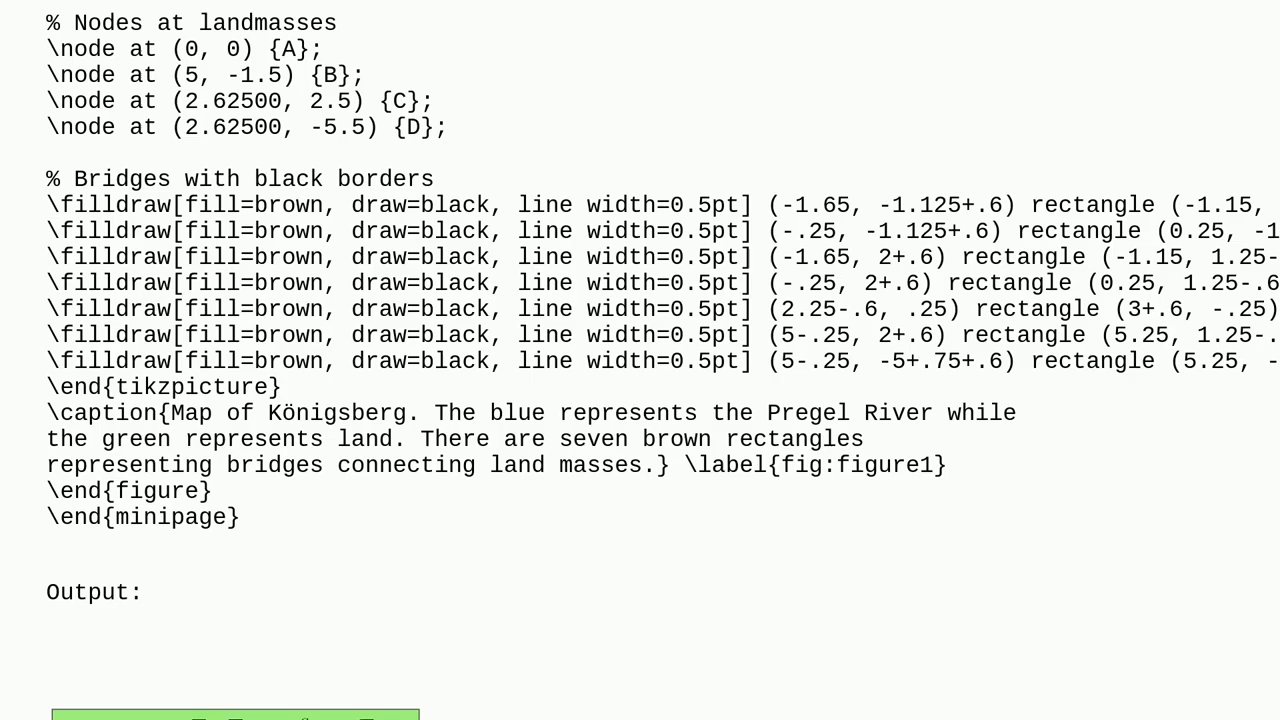 % Nodes at landmasses
\node at (0, 0) {A};
\node at (5, -1.5) {B};
\node at (2.62500, 2.5) {C};
\node at (2.62500, -5.5) {D};
% Bridges with black borders
\filldraw[fill=brown, draw=black, line width=0.5pt] (-1.65, -1.125+.6) rectangle (-1.15,
\filldraw[fill=brown, draw=black, line width=0.5pt] (-.25, -1.125+.6) rectangle (0.25, -1
\filldraw[fill=brown, draw=black, line width=0.5pt] (-1.65, 2+.6) rectangle (-1.15, 1.25-
\filldraw[fill=brown, draw=black, line width=0.5pt] (-.25, 2+.6) rectangle (0.25, 1.25-.6
\filldraw[fill=brown, draw=black, line width=0.5pt] (2.25-.6, .25) rectangle (3+.6, -.25)
\filldraw[fill=brown, draw=black, line width=0.5pt] (5-.25, 2+.6) rectangle (5.25, 1.25-.
\filldraw[fill=brown, draw=black, line width=0.5pt] (5-.25, -5+.75+.6) rectangle (5.25, -
\end{tikzpicture}
\caption{Map of Königsberg. The blue represents the Pregel River while
the green represents land. There are seven brown rectangles
representing bridges connecting land masses.} \label{fig:figure1}
\end{figure}
\end{minipage}
Output: